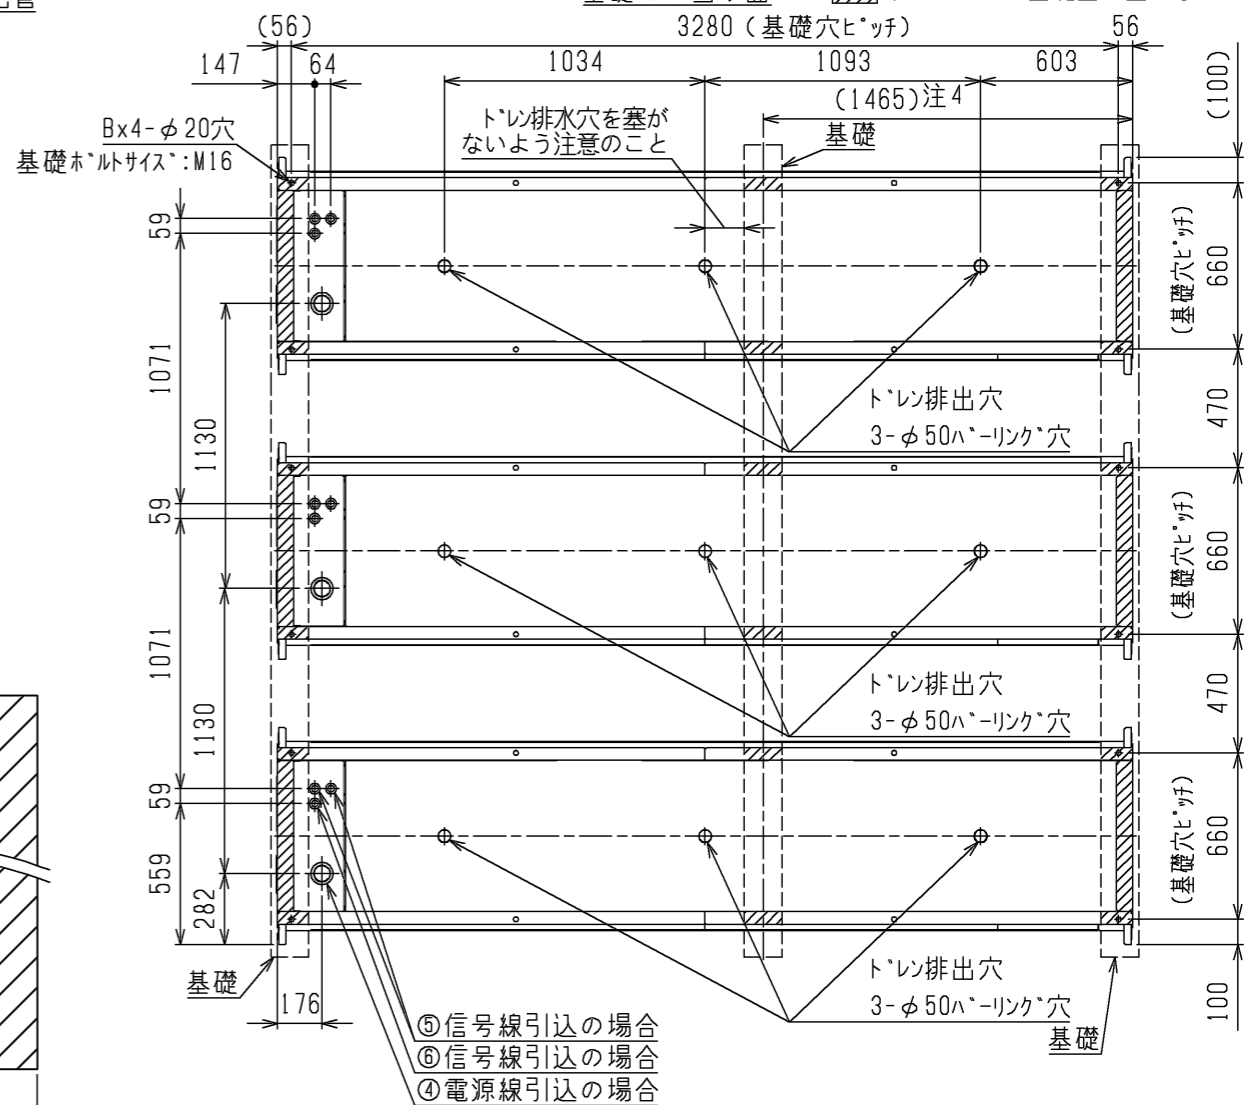 (56)
3280 (基礎穴ピッチ)
56
147
64
1034
1093
603
(100)
(1465)注4
ドレン排水穴を塞が
ないよう注意のこと
基礎
Bx4-φ20穴
基礎ボルトサイズ:M16
59
1071
1130
59
1071
1130
59
559
282
(基礎穴ピッチ)
660
470
(基礎穴ピッチ)
660
470
(基礎穴ピッチ)
660
100
ドレン排出穴
3-φ50バーリング穴
ドレン排出穴
3-φ50バーリング穴
ドレン排出穴
3-φ50バーリング穴
基礎
176
基礎
⑤信号線引込の場合
⑥信号線引込の場合
④電源線引込の場合